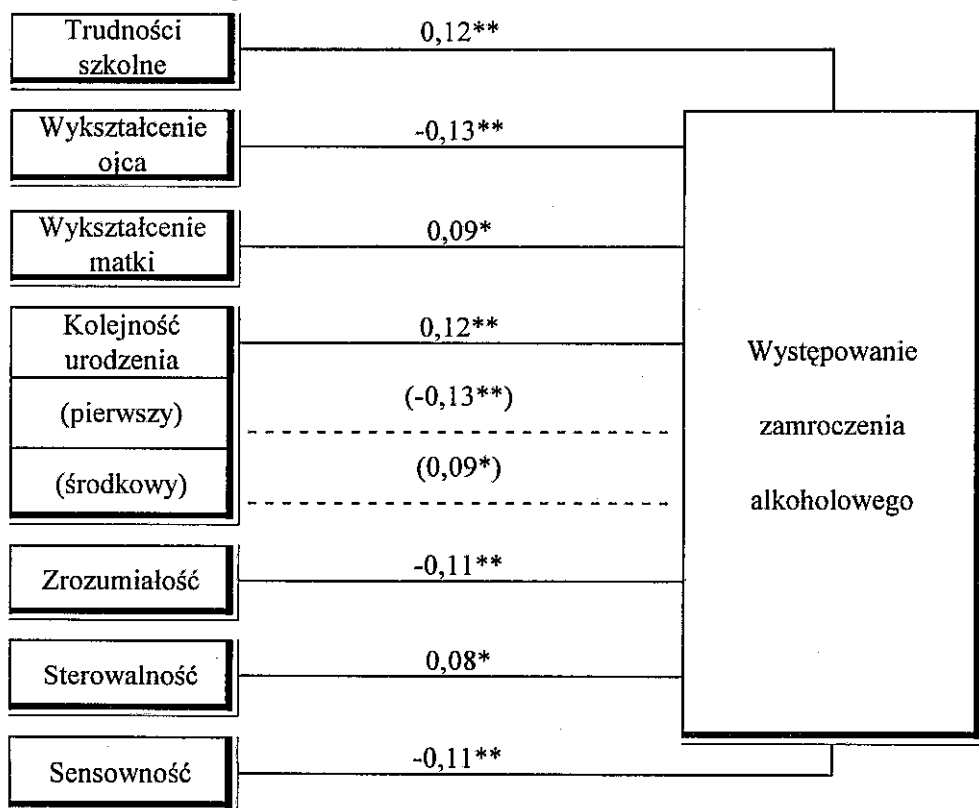 Trudności
szkolne
0,12**
Wykształcenie
ojca
-0,13**
Wykształcenie
matki
0,09*
Kolejność
urodzenia
0,12**
(pierwszy)
(-0,13**)
(środkowy)
(0,09*)
Zrozumiałość
-0,11**
Sterowalność
0,08*
Sensowność
-0,11**
Występowanie
zamroczenia
alkoholowego